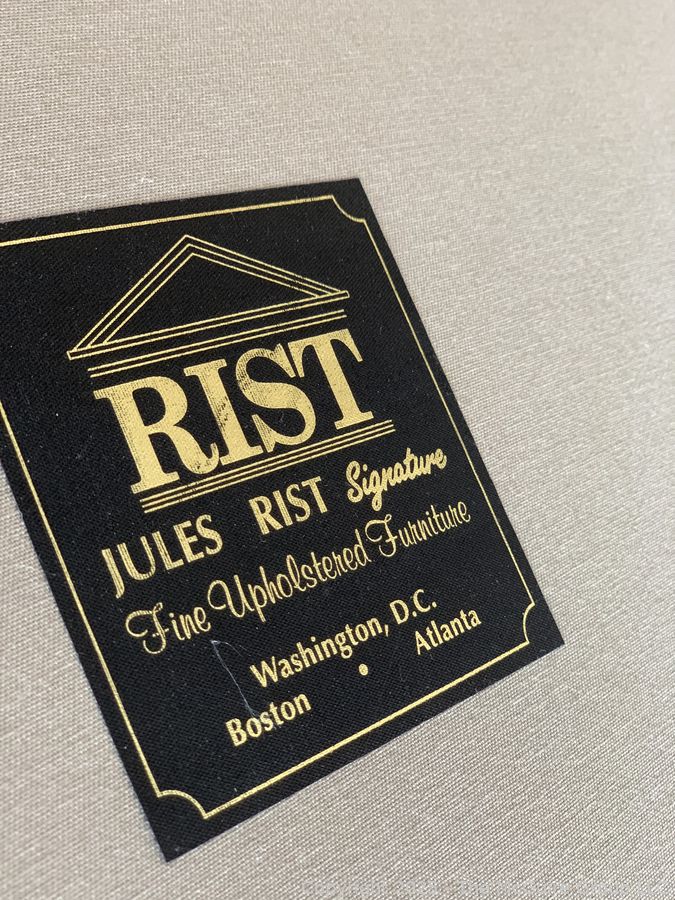 RIST
JULES RIST Signature
Fine Upholstered Furniture
Washington, D.C.
Boston • Atlanta